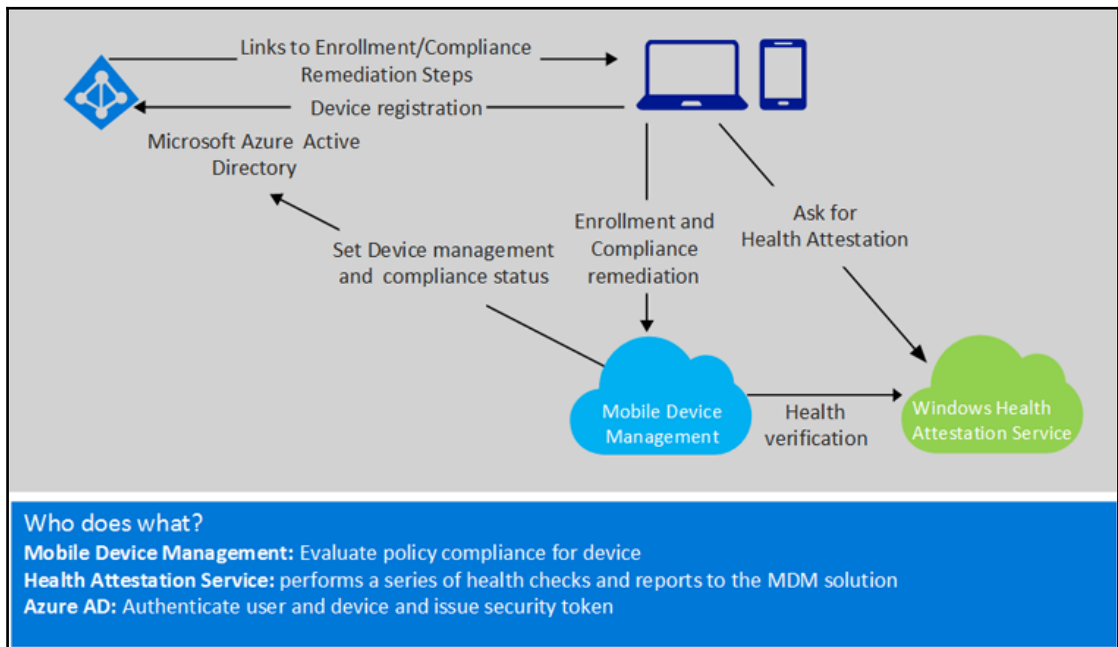 Links to Enrollment/Compliance
Remediation Steps
Device registration
Microsoft Azure Active
Directory
Set Device management
and compliance status
Enrollment and
Compliance
remediation
Ask for
Health Attestation
Mobile Device
Management
Health
verification
Windows Health
Attestation Service
Who does what?
Mobile Device Management: Evaluate policy compliance for device
Health Attestation Service: performs a series of health checks and reports to the MDM solution
Azure AD: Authenticate user and device and issue security token